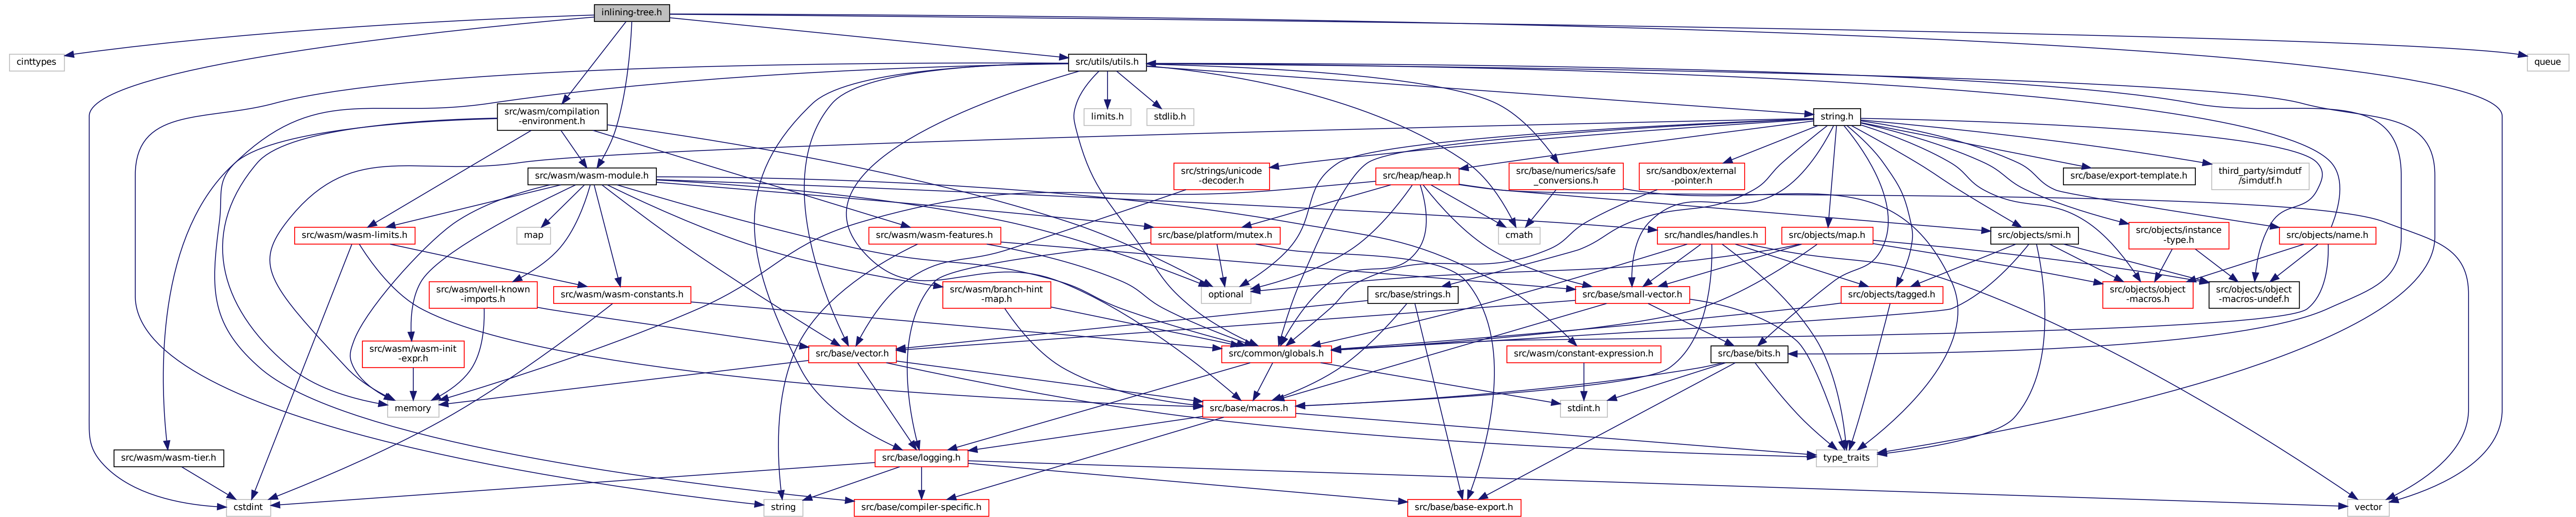 inlining-tree.h
cinttypes
src/utils/utils.h
queue
src/wasm/compilation
-environment.h
limits.h
stdlib.h
string.h
src/wasm/wasm-module.h
src/strings/unicode
-decoder.h
src/heap/heap.h
src/base/numerics/safe
_conversions.h
src/sandbox/external
-pointer.h
src/base/export-template.h
third_party/simdutf
/simdutf.h
src/wasm/wasm-limits.h
map
src/wasm/wasm-features.h
src/base/platform/mutex.h
cmath
src/handles/handles.h
src/objects/map.h
src/objects/smi.h
src/objects/instance
-type.h
src/objects/name.h
src/wasm/well-known
-imports.h
src/wasm/wasm-constants.h
src/wasm/branch-hint
-map.h
optional
src/base/strings.h
src/base/small-vector.h
src/objects/tagged.h
src/objects/object
-macros.h
src/objects/object
-macros-undef.h
src/wasm/wasm-init
-expr.h
src/base/vector.h
src/common/globals.h
src/wasm/constant-expression.h
src/base/bits.h
memory
src/base/macros.h
stdint.h
src/wasm/wasm-tier.h
src/base/logging.h
type_traits
cstdint
string
src/base/compiler-specific.h
src/base/base-export.h
vector